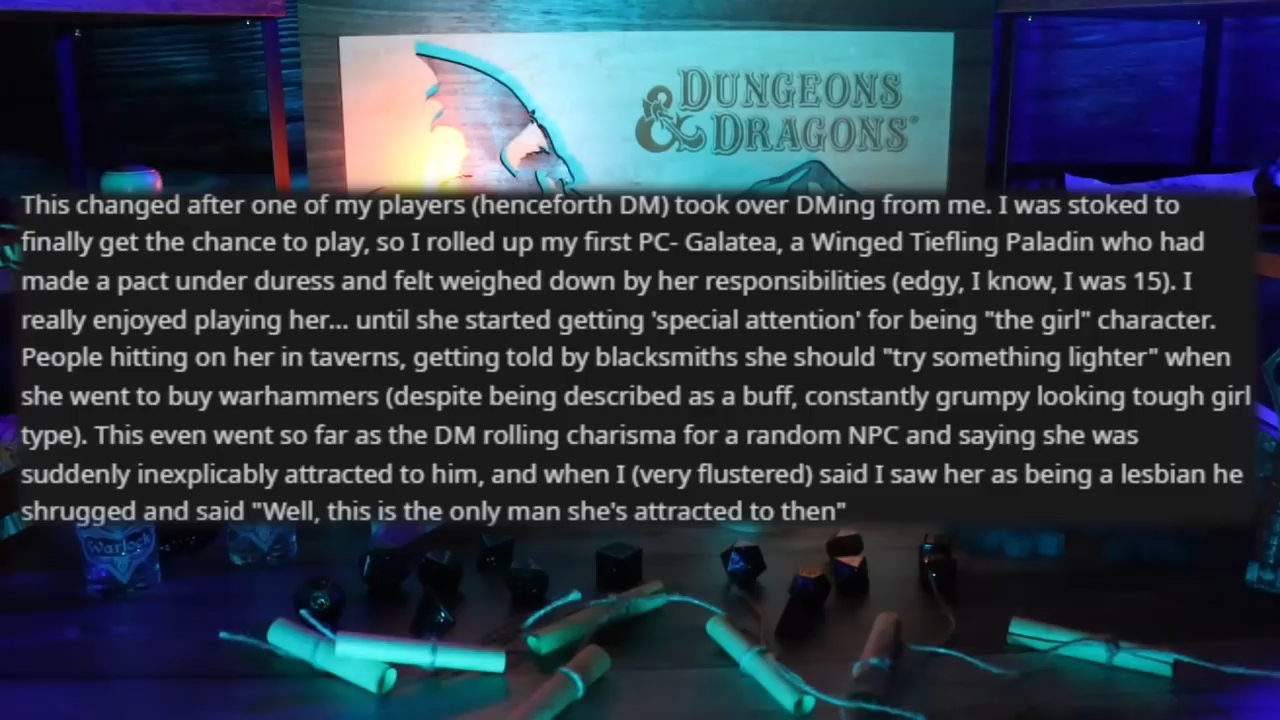 DUNGEONS
& DRAGONS®
This changed after one of my players (henceforth DM) took over DMing from me. I was stoked to
finally get the chance to play, so I rolled up my first PC- Galatea, a Winged Tiefling Paladin who had
made a pact under duress and felt weighed down by her responsibilities (edgy, I know, I was 15). I
really enjoyed playing her... until she started getting 'special attention' for being "the girl" character.
People hitting on her in taverns, getting told by blacksmiths she should "try something lighter" when
she went to buy warhammers (despite being described as a buff, constantly grumpy looking tough girl
type). This even went so far as the DM rolling charisma for a random NPC and saying she was
suddenly inexplicably attracted to him, and when I (very flustered) said I saw her as being a lesbian he
shrugged and said "Well, this is the only man she's attracted to then"
Warlock